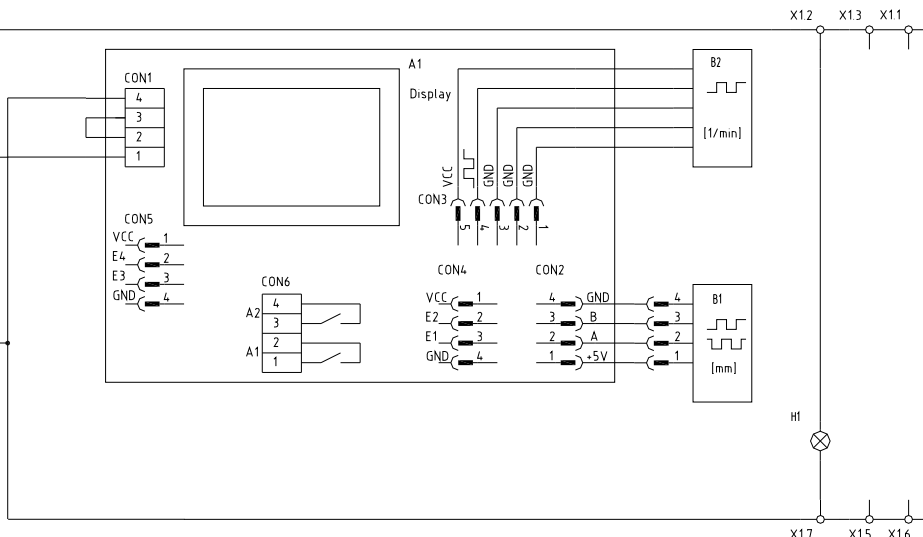 X1.2 X1.3 X1.1
A1
Display
B2
[1/min]
CON1
4
3
2
1
VCC GND GND GND
CON3
5 4 3 2 1
CON5
VCC 1
E4 2
E3 3
GND 4
CON6
A2 4
3
A1 2
1
CON4
VCC 1
E2 2
E1 3
GND 4
CON2
4 GND 4
3 B 3
2 A 2
1 +5V 1
B1
[mm]
H1
X1.7 X1.5 X1.6